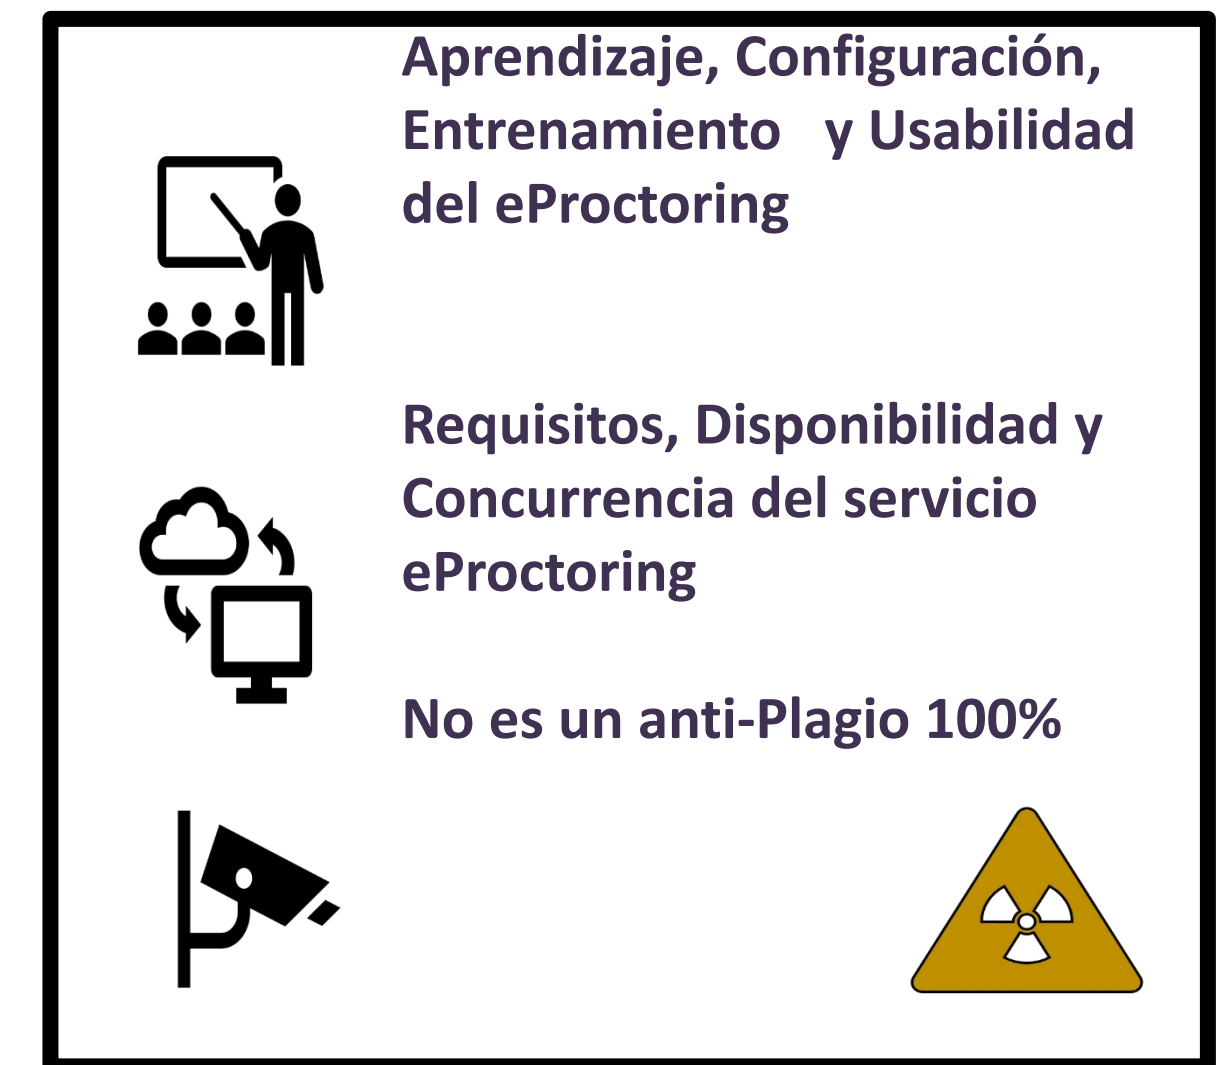 Aprendizaje, Configuración,
Entrenamiento   y Usabilidad
del eProctoring
Requisitos, Disponibilidad y
Concurrencia del servicio
eProctoring
No es un anti-Plagio 100%